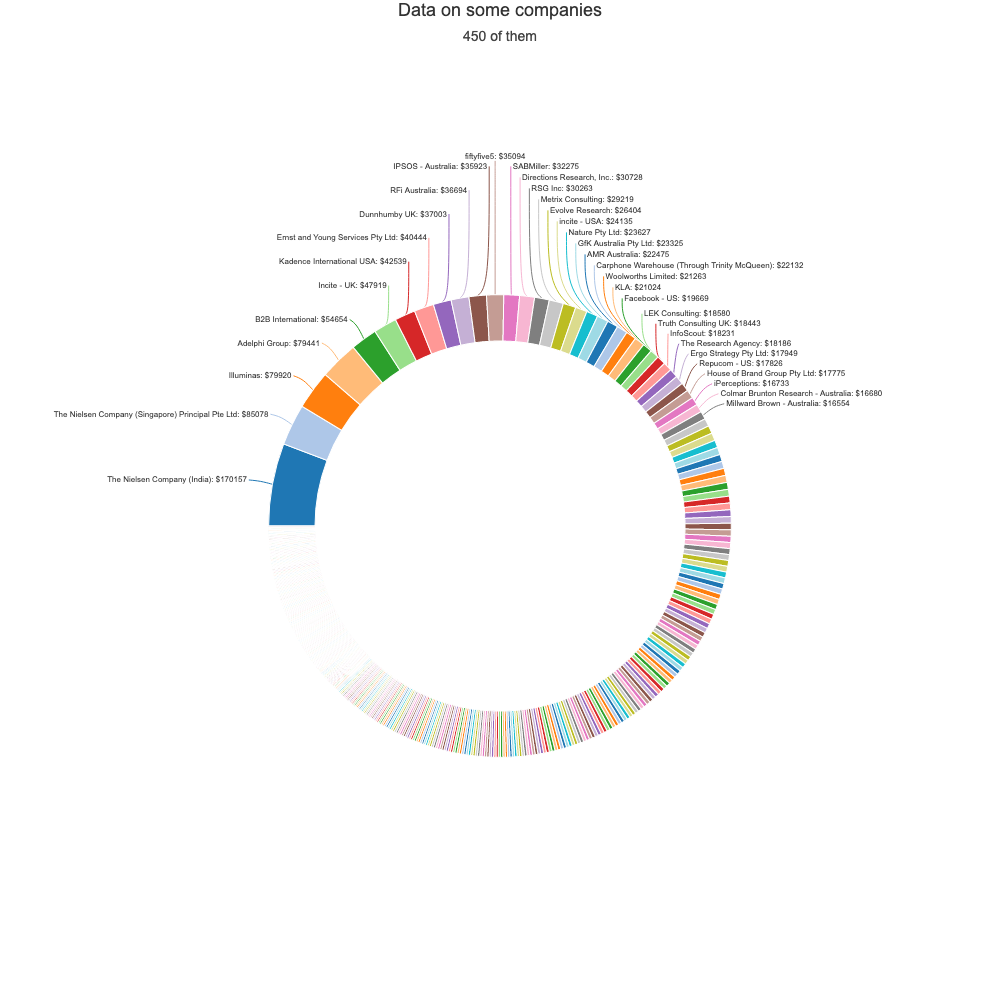 Data on some companies
450 of them
fiftyfive5: $35094
IPSOS - Australia: $35923
SABMiller: $32275
Directions Research, Inc.: $30728
RFi Australia: $36694
RSG Inc: $30263
Metrix Consulting: $29219
Dunnhumby UK: $37003
Evolve Research: $26404
incite - USA: $24135
Nature Pty Ltd: $23627
Ernst and Young Services Pty Ltd: $40444
GfK Australia Pty Ltd: $23325
AMR Australia: $22475
Kadence International USA: $42539
Carphone Warehouse (Through Trinity McQueen): $22132
Woolworths Limited: $21263
Incite - UK: $47919
KLA: $21024
Facebook - US: $19669
LEK Consulting: $18580
B2B International: $54654
Truth Consulting UK: $18443
InfoScout: $18231
Adelphi Group: $79441
The Research Agency: $18186
Ergo Strategy Pty Ltd: $17949
Repucom - US: $17826
Illuminas: $79920
House of Brand Group Pty Ltd: $17775
iPerceptions: $16733
Colmar Brunton Research - Australia: $16680
Millward Brown - Australia: $16554
The Nielsen Company (Singapore) Principal Pte Ltd: $85078
The Nielsen Company (India): $170157